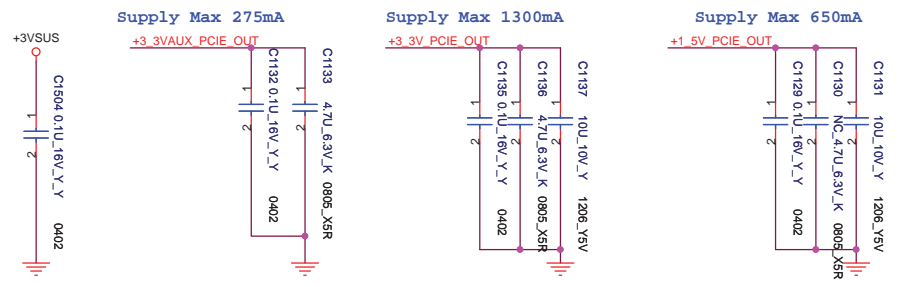 Supply Max 275mA
Supply Max 1300mA
Supply Max 650mA
+3VSUS
+3_3VAUX_PCIE_OUT
+3_3V_PCIE_OUT
+1_5V_PCIE_OUT
1
2
C1504 0.1U_16V_Y_Y 0402
1
2
C1132 0.1U_16V_Y_Y 0402
1
2
C1133 4.7U_6.3V_K 0805_X5R
1
2
C1135 0.1U_16V_Y_Y 0402
1
2
C1136 4.7U_6.3V_K 0805_X5R
1
2
C1137 10U_10V_Y 1206_Y5V
1
2
C1129 0.1U_16V_Y_Y 0402
1
2
C1130 NC_4.7U_6.3V_K 0805_X5R
1
2
C1131 10U_10V_Y 1206_Y5V